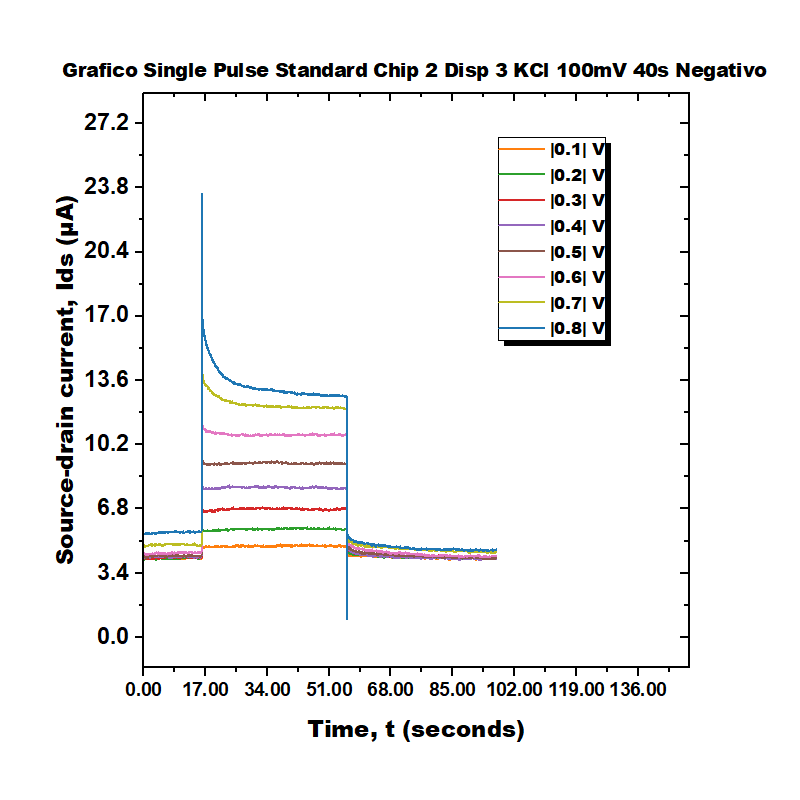 Grafico Single Pulse Standard Chip 2 Disp 3 KCl 100mV 40s Negativo
27.2
23.8
20.4
17.0
13.6
10.2
6.8
3.4
0.0
Source-drain current, Ids (µA)
|0.1| V
|0.2| V
|0.3| V
|0.4| V
|0.5| V
|0.6| V
|0.7| V
|0.8| V
0.00 17.00 34.00 51.00 68.00 85.00 102.00 119.00 136.00
Time, t (seconds)